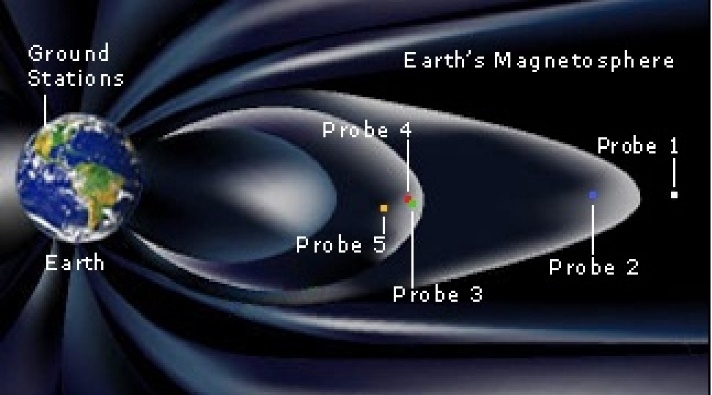 Ground
Stations
Earth's Magnetosphere
Probe 4
Probe 1
Probe 5
Earth
Probe 2
Probe 3